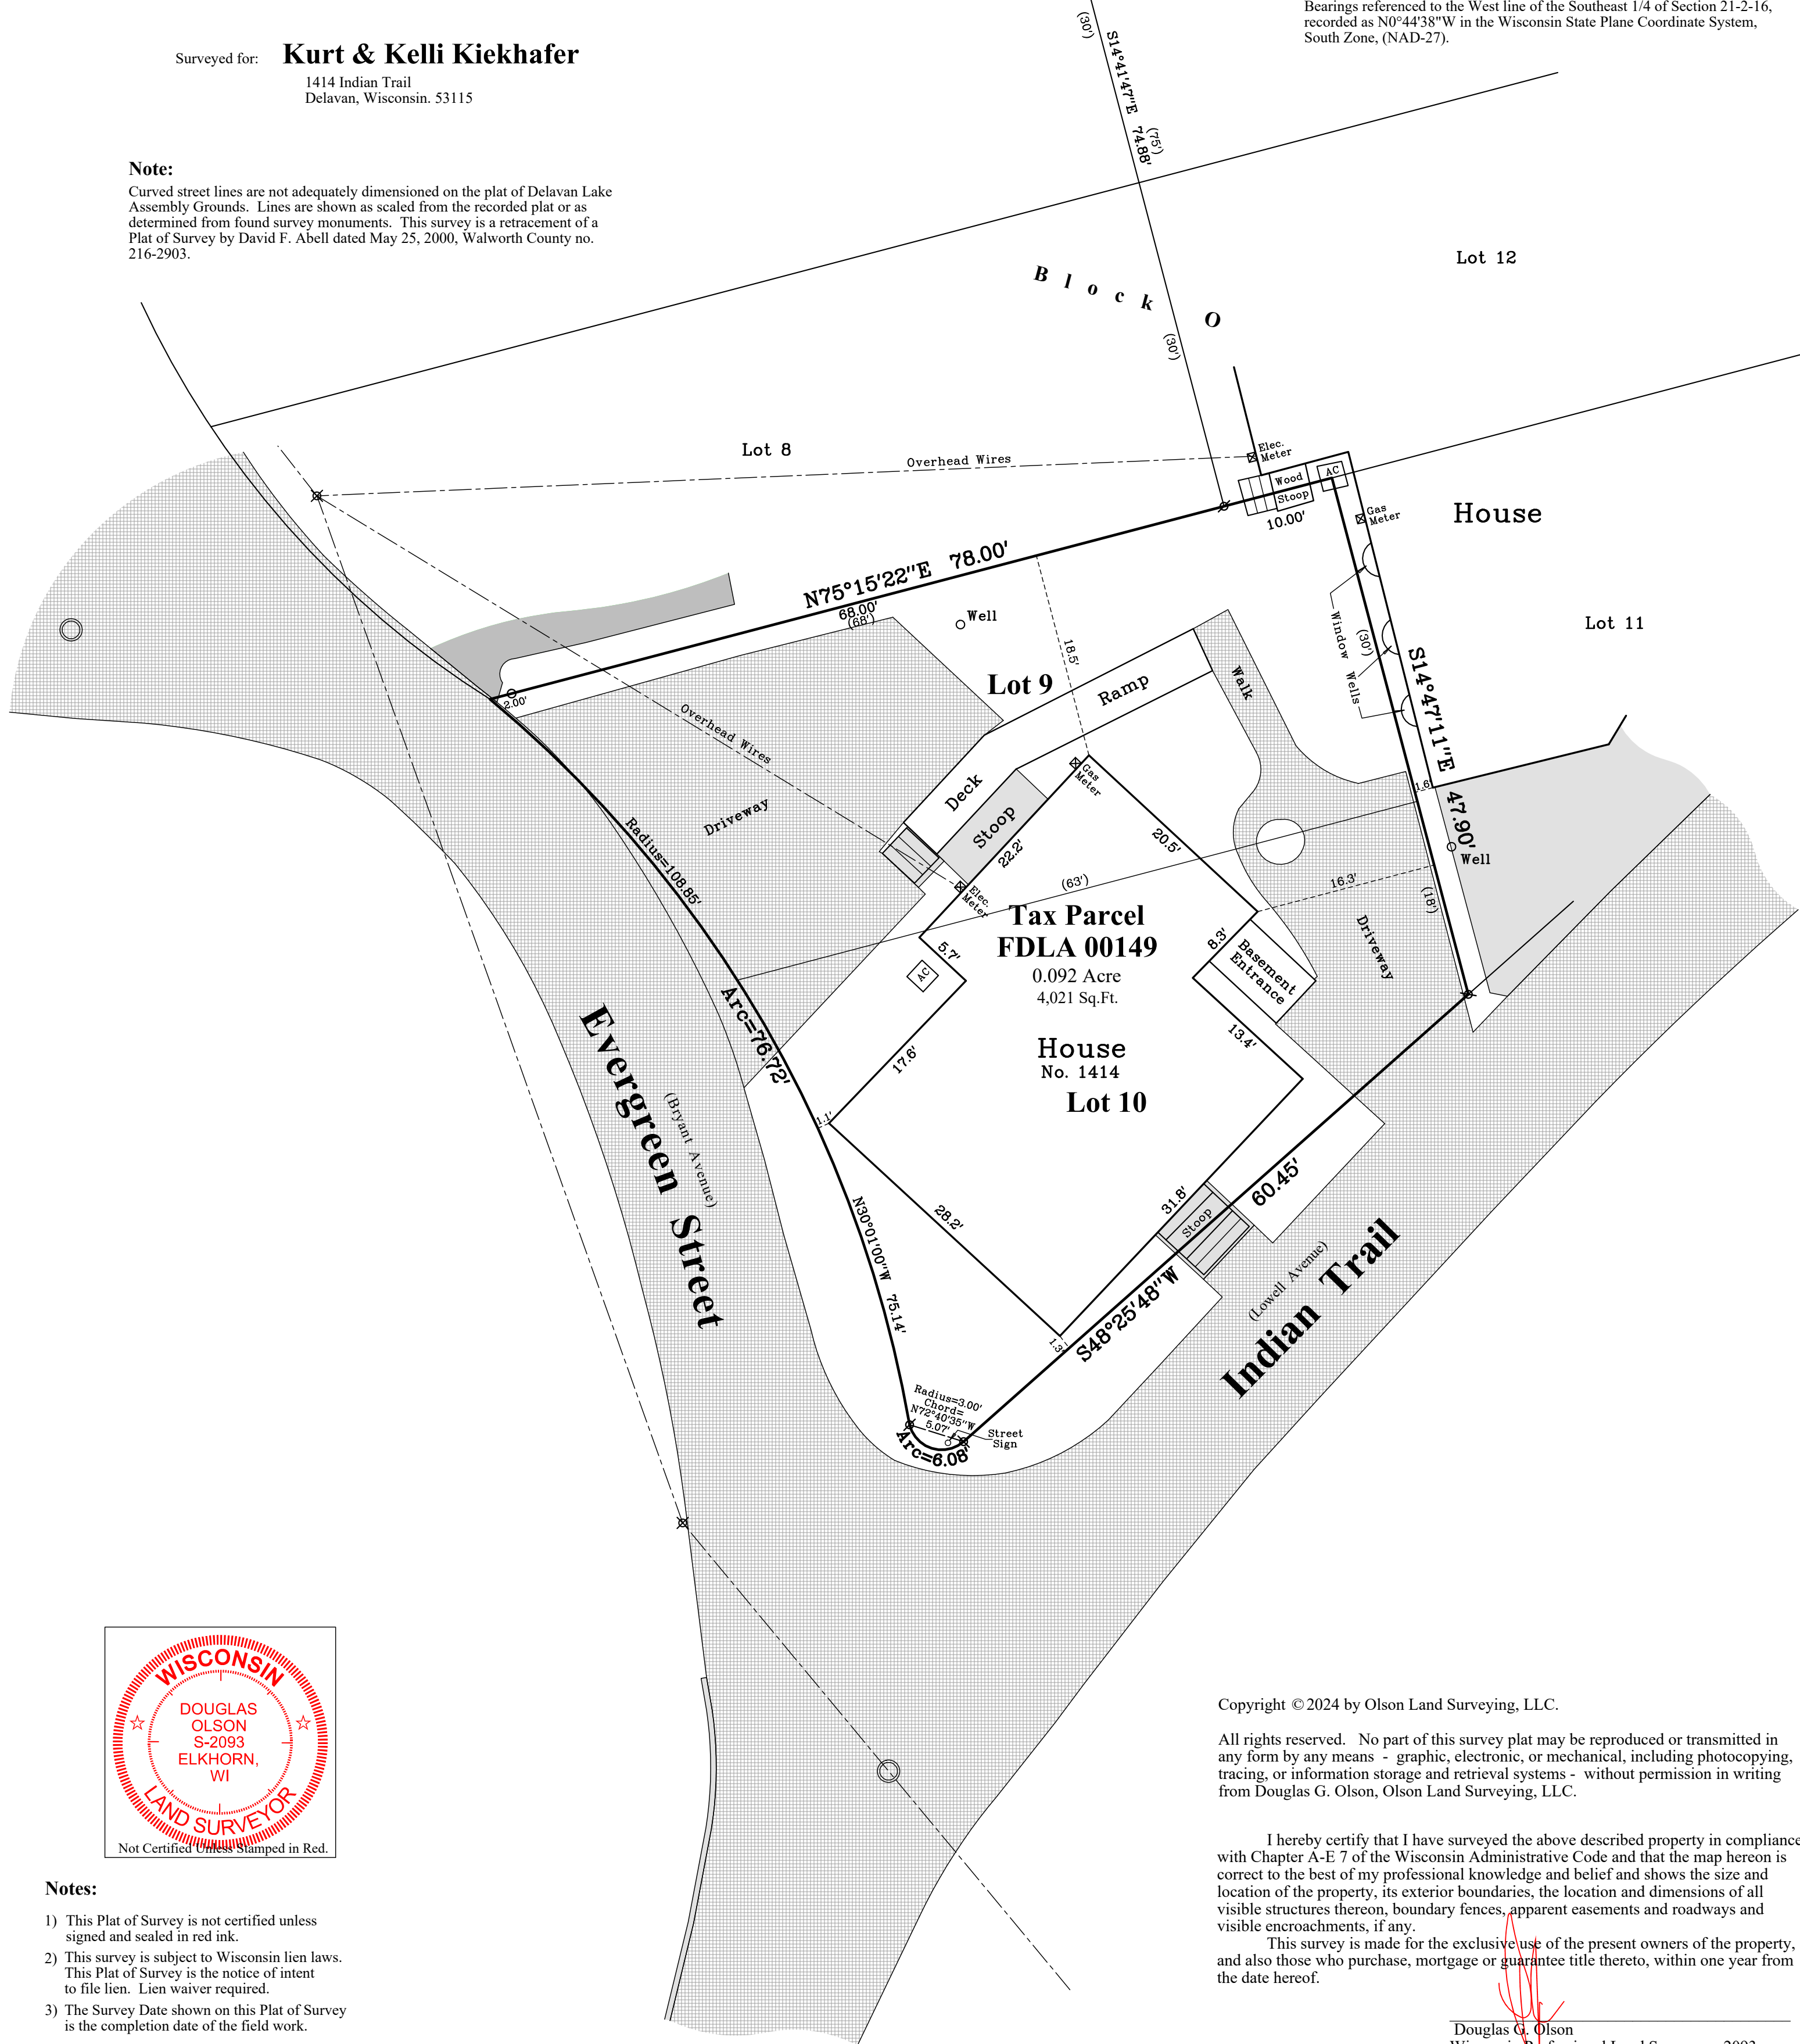 Bearings referenced to the West line of the Southeast 1/4 of Section 21-2-16,
recorded as N0°44'38"W in the Wisconsin State Plane Coordinate System,
South Zone, (NAD-27).
Surveyed for: Kurt & Kelli Kiekhafer
1414 Indian Trail
Delavan, Wisconsin. 53115
Note:
Curved street lines are not adequately dimensioned on the plat of Delavan Lake
Assembly Grounds. Lines are shown as scaled from the recorded plat or as
determined from found survey monuments. This survey is a retracement of a
Plat of Survey by David F. Abell dated May 25, 2000, Walworth County no.
216-2903.
(30')
S14°41'47"E 74.88'
(75')
(30')
Block O
Lot 12
Lot 8
Overhead Wires
Elec.
Meter
Wood
Stoop
AC
10.00'
Gas
Meter
House
Lot 11
N75°15'22"E 78.00'
68.00'
(68')
2.00'
Well
18.5'
Lot 9
Ramp
Walk
Window Wells
(30')
S14°47'11"E 47.90'
1.6'
Well
(18')
Overhead Wires
Driveway
Deck
Stoop
Gas
Meter
22.2'
20.5'
Elec.
Meter
(63')
16.3'
Driveway
Radius=108.85'
Arc=76.72'
Tax Parcel
FDLA 00149
0.092 Acre
4,021 Sq.Ft.
5.7'
AC
8.3'
Basement
Entrance
17.6'
13.4'
House
No. 1414
Lot 10
1.1'
28.2'
31.8'
Stoop
60.45'
S48°25'48"W
1.3'
N30°01'00"W 75.14'
Evergreen Street
(Bryant Avenue)
Indian Trail
(Lowell Avenue)
Radius=3.00'
Chord=
N72°40'35"W
5.07'
Arc=6.08'
Street
Sign
WISCONSIN
DOUGLAS
OLSON
S-2093
ELKHORN,
WI
LAND SURVEYOR
Not Certified Unless Stamped in Red.
Notes:
1) This Plat of Survey is not certified unless
signed and sealed in red ink.
2) This survey is subject to Wisconsin lien laws.
This Plat of Survey is the notice of intent
to file lien. Lien waiver required.
3) The Survey Date shown on this Plat of Survey
is the completion date of the field work.
Copyright © 2024 by Olson Land Surveying, LLC.
All rights reserved. No part of this survey plat may be reproduced or transmitted in
any form by any means - graphic, electronic, or mechanical, including photocopying,
tracing, or information storage and retrieval systems - without permission in writing
from Douglas G. Olson, Olson Land Surveying, LLC.
I hereby certify that I have surveyed the above described property in compliance
with Chapter A-E 7 of the Wisconsin Administrative Code and that the map hereon is
correct to the best of my professional knowledge and belief and shows the size and
location of the property, its exterior boundaries, the location and dimensions of all
visible structures thereon, boundary fences, apparent easements and roadways and
visible encroachments, if any.
This survey is made for the exclusive use of the present owners of the property,
and also those who purchase, mortgage or guarantee title thereto, within one year from
the date hereof.
Douglas G. Olson